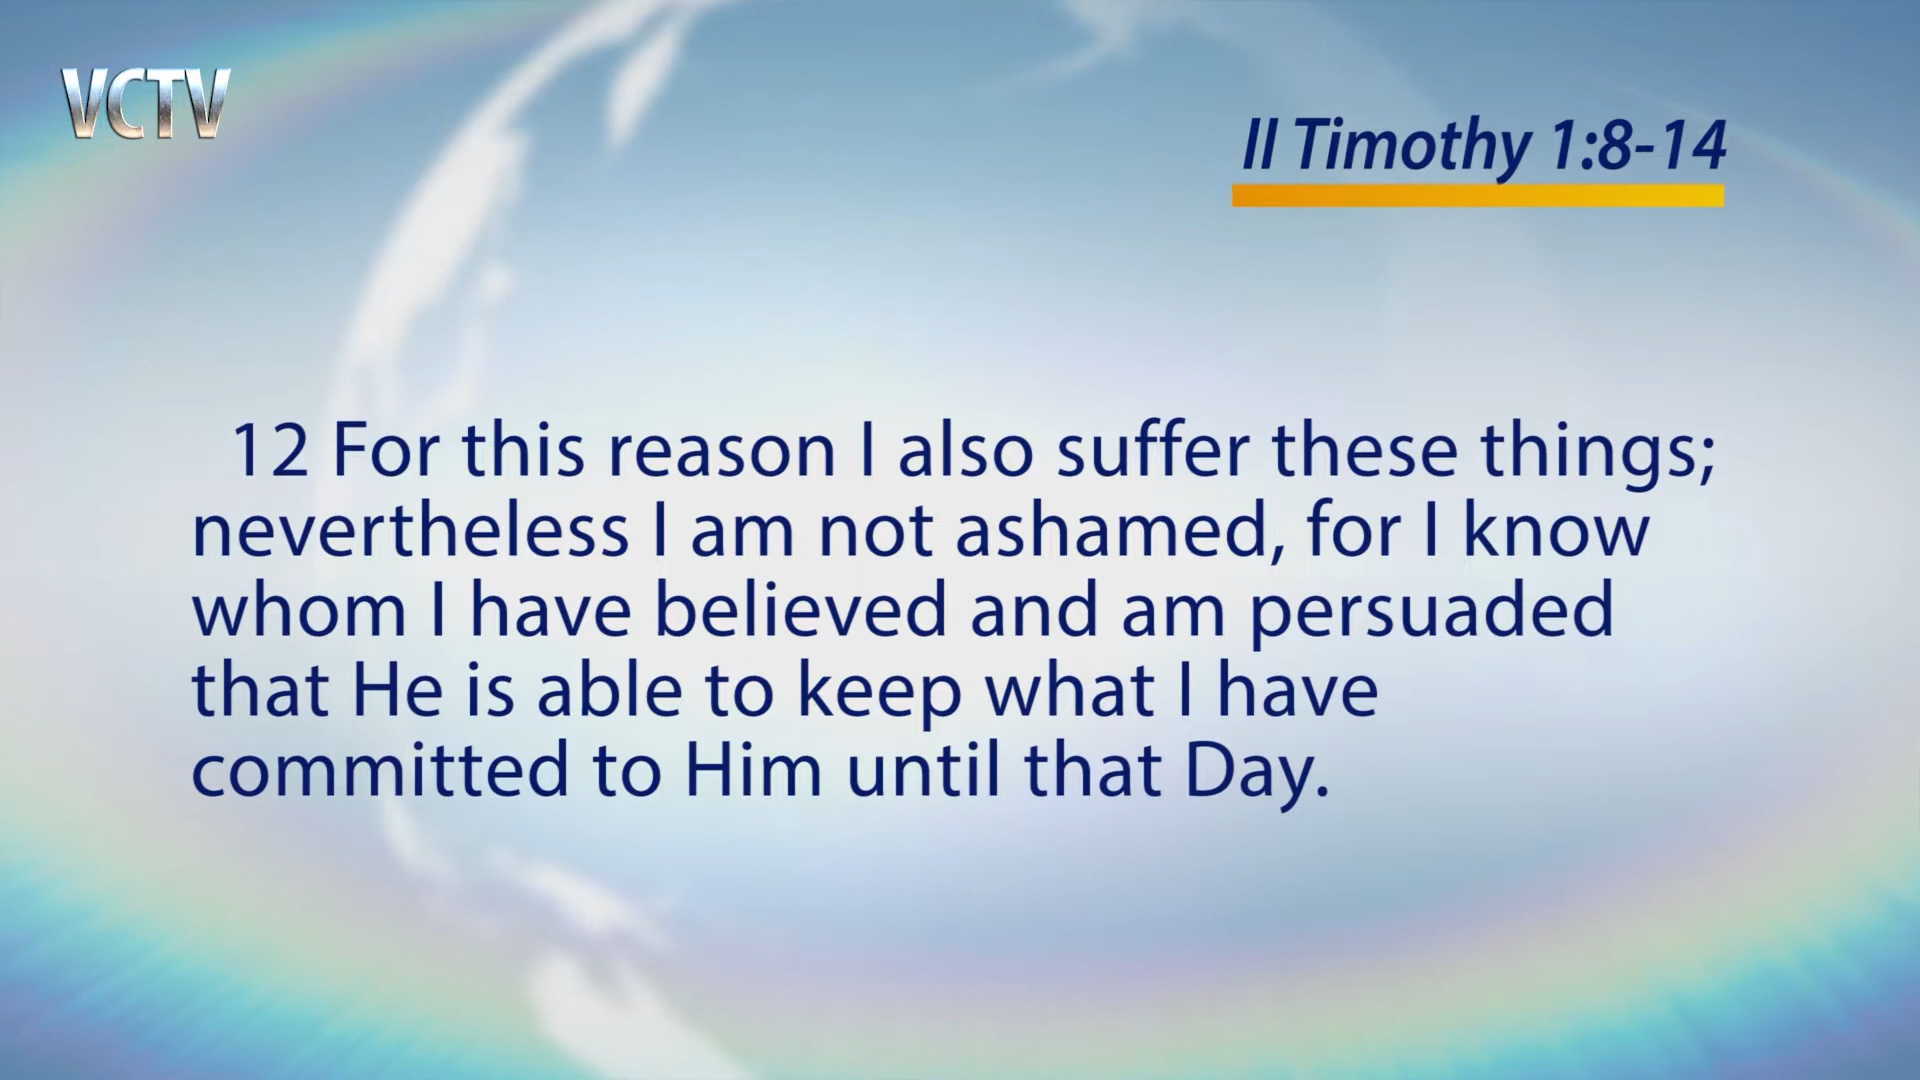 VCTV
II Timothy 1:8-14
12 For this reason I also suffer these things;
nevertheless I am not ashamed, for I know
whom I have believed and am persuaded
that He is able to keep what I have
committed to Him until that Day.